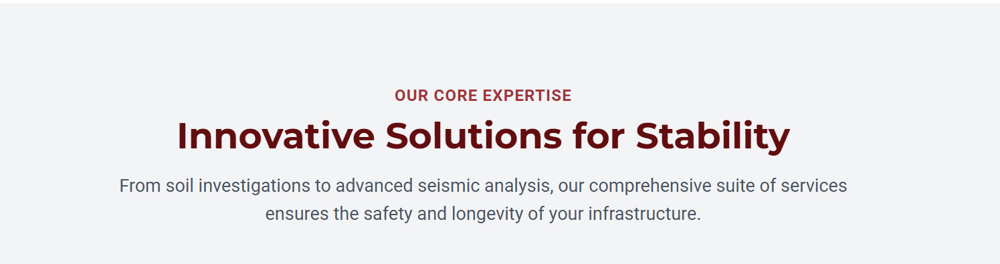 OUR CORE EXPERTISE
Innovative Solutions for Stability
From soil investigations to advanced seismic analysis, our comprehensive suite of services
ensures the safety and longevity of your infrastructure.